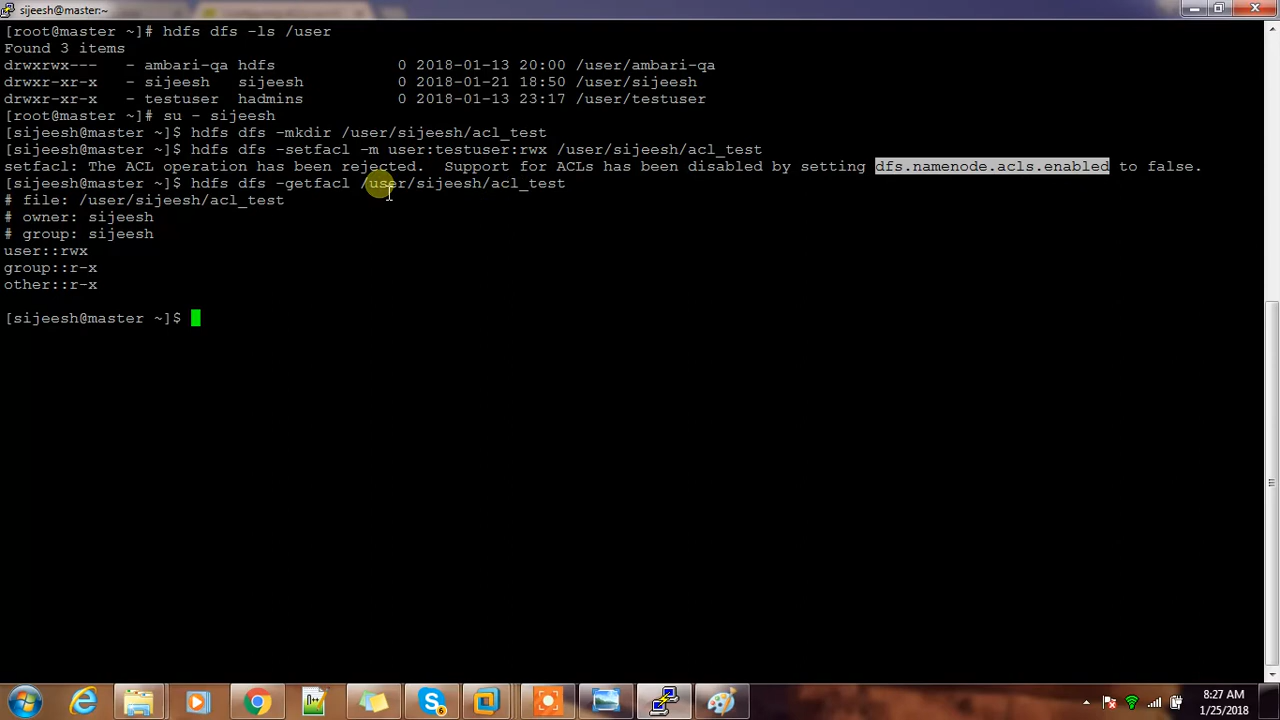 sijeesh@master:~
[root@master ~]# hdfs dfs -ls /user
Found 3 items
drwxrwx---   - ambari-qa hdfs             0 2018-01-13 20:00 /user/ambari-qa
drwxr-xr-x   - sijeesh   sijeesh          0 2018-01-21 18:50 /user/sijeesh
drwxr-xr-x   - testuser  hadmins          0 2018-01-13 23:17 /user/testuser
[root@master ~]# su - sijeesh
[sijeesh@master ~]$ hdfs dfs -mkdir /user/sijeesh/acl_test
[sijeesh@master ~]$ hdfs dfs -setfacl -m user:testuser:rwx /user/sijeesh/acl_test
setfacl: The ACL operation has been rejected.  Support for ACLs has been disabled by setting dfs.namenode.acls.enabled to false.
[sijeesh@master ~]$ hdfs dfs -getfacl /user/sijeesh/acl_test
# file: /user/sijeesh/acl_test
# owner: sijeesh
# group: sijeesh
user::rwx
group::r-x
other::r-x
[sijeesh@master ~]$
8:27 AM
1/25/2018